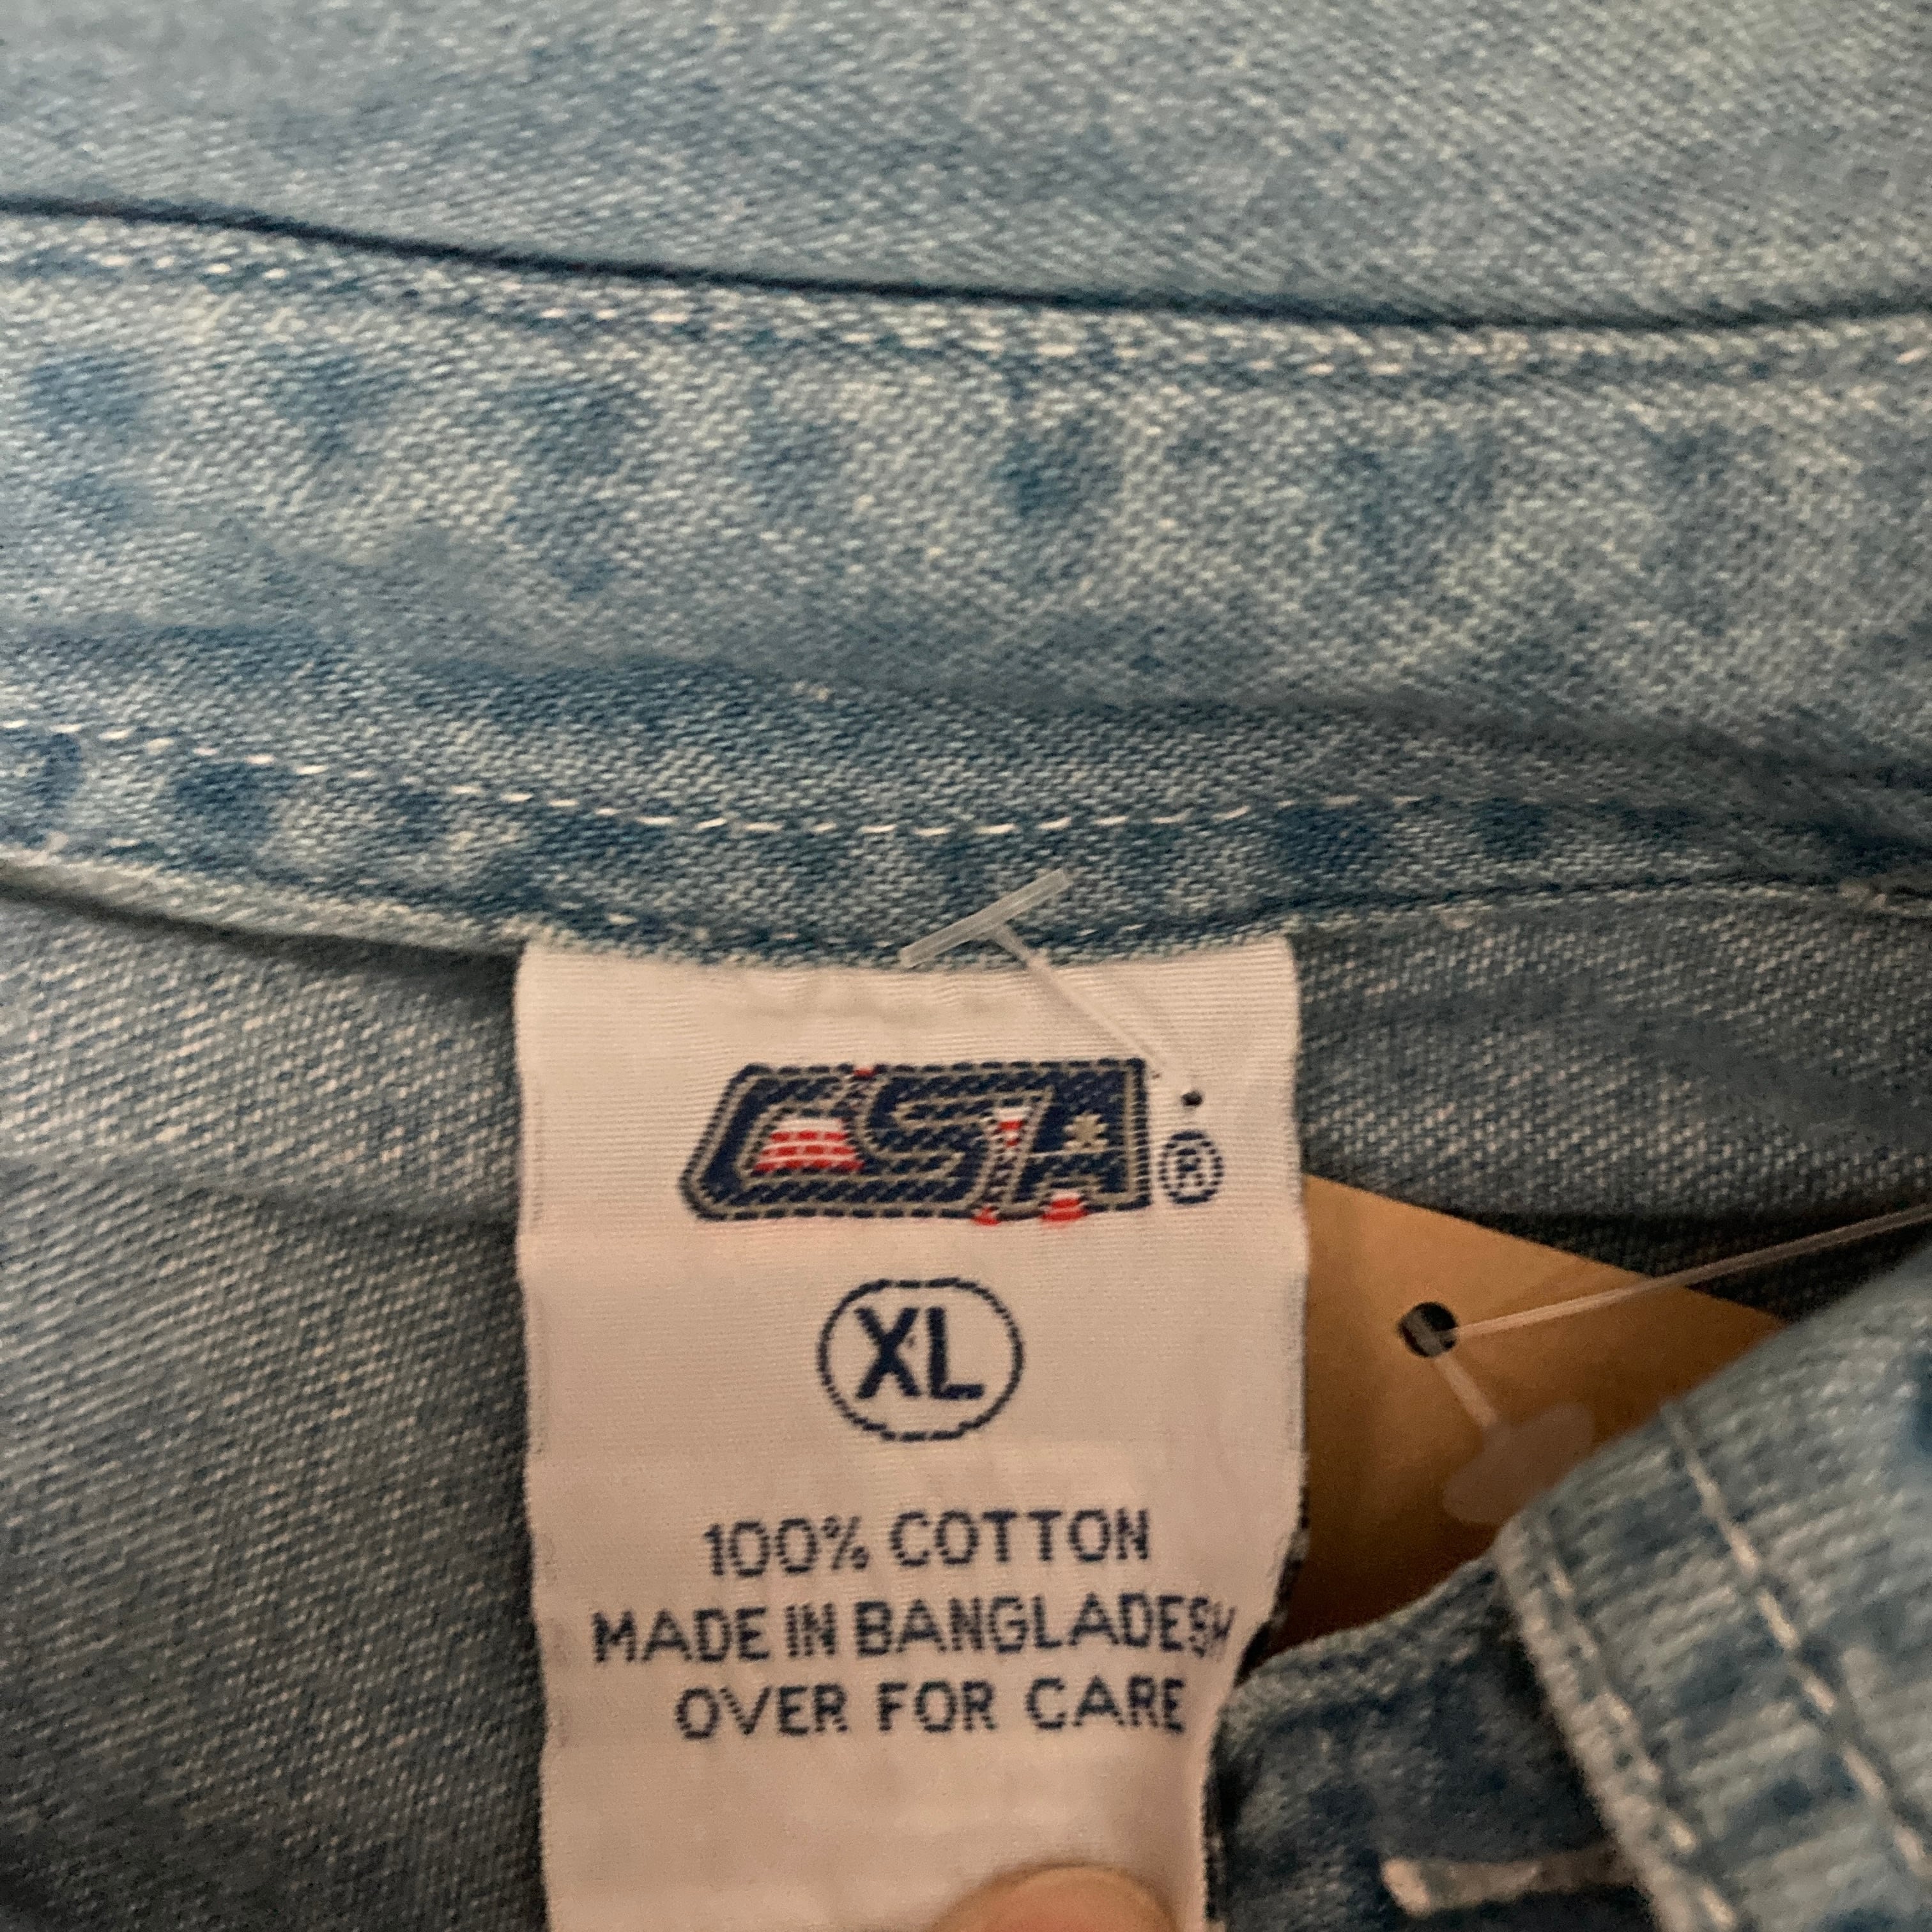 CSA ®
XL
100% COTTON
MADE IN BANGLADESH
OVER FOR CARE